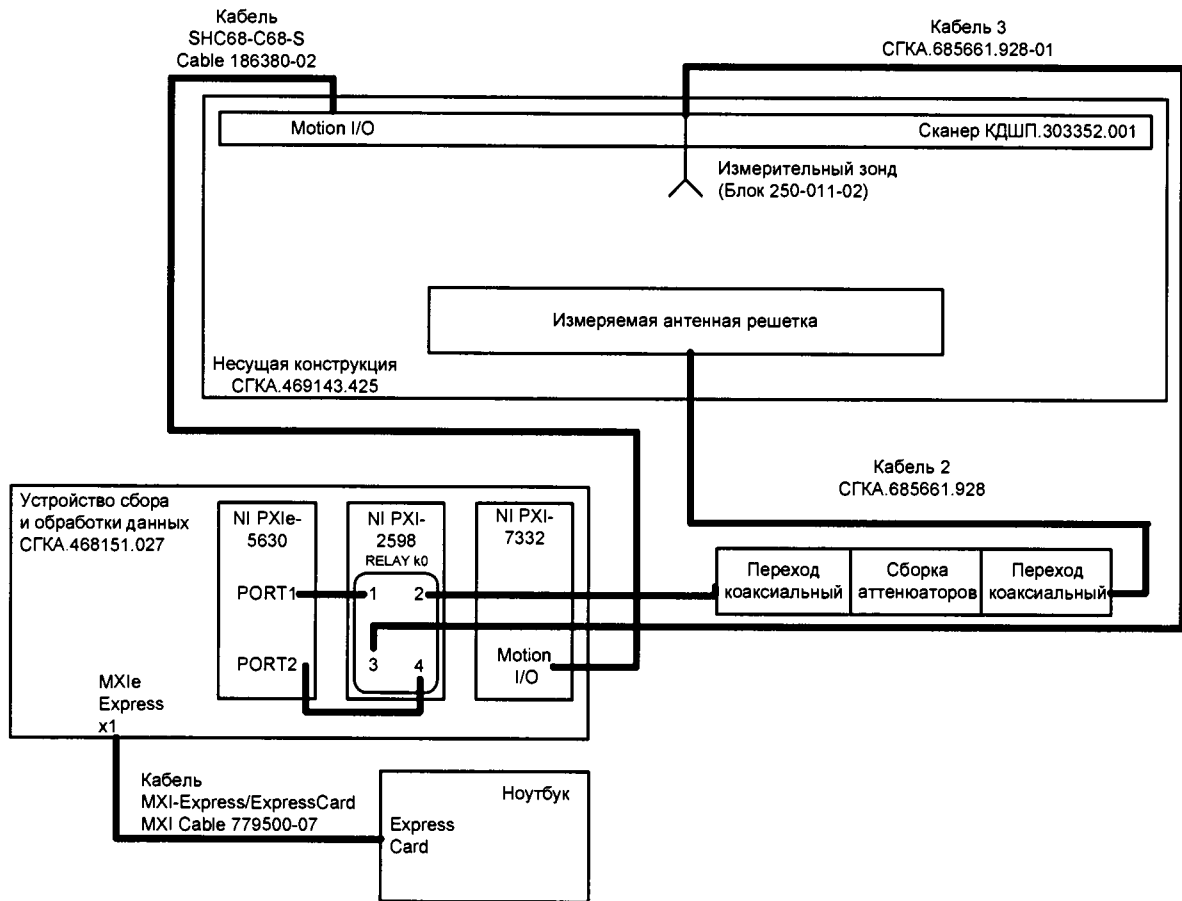 Кабель
SHC68-C68-S
Cable 186380-02
Кабель 3
СГКА.685661.928-01
Motion I/O
Сканер КДШП.303352.001
Измерительный зонд
(Блок 250-011-02)
Измеряемая антенная решетка
Несущая конструкция
СГКА.469143.425
Кабель 2
СГКА.685661.928
Устройство сбора
и обработки данных
СГКА.468151.027
NI PXIe-
5630
NI PXI-
2598
RELAY k0
NI PXI-
7332
Переход
коаксиальный
Сборка
аттенюаторов
Переход
коаксиальный
PORT1
1
2
PORT2
3
4
Motion
I/O
MXIe
Express
x1
Кабель
MXI-Express/ExpressCard
MXI Cable 779500-07
Ноутбук
Express
Card